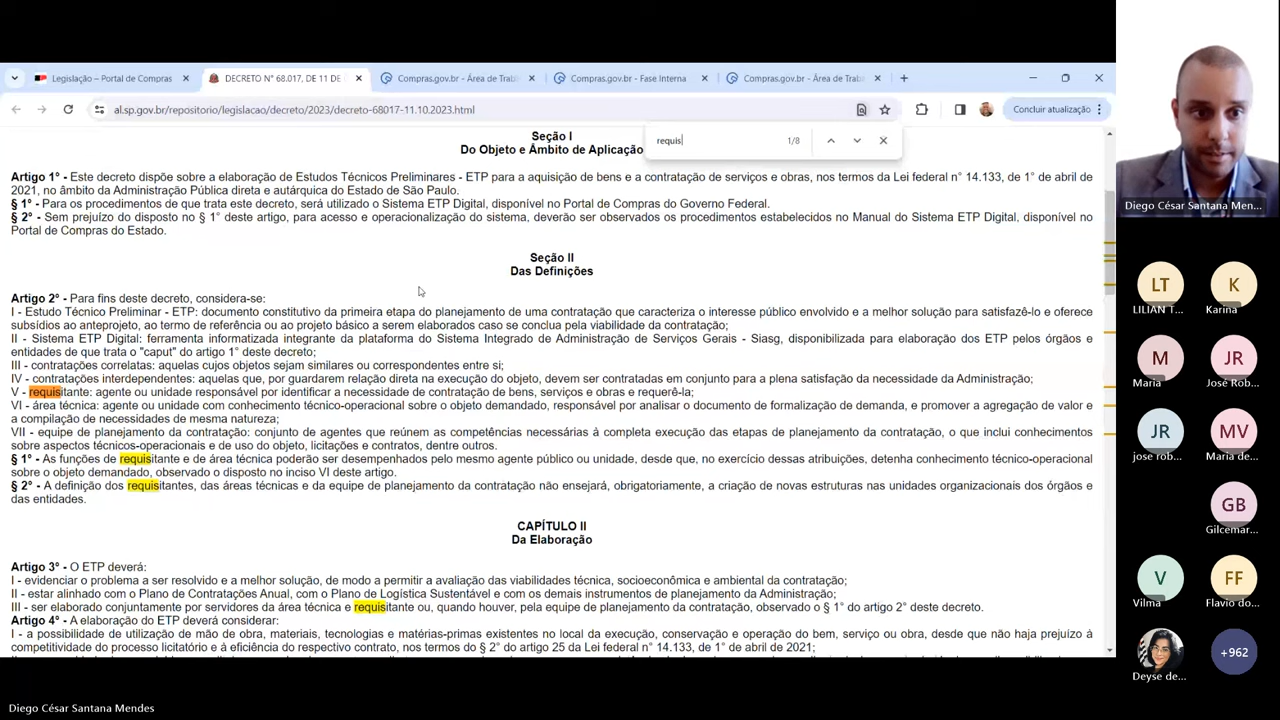 Legislação – Portal de Compras
DECRETO N° 68.017, DE 11 DE
Compras.gov.br - Área de Trab
Compras.gov.br - Fase Interna
Compras.gov.br - Área de Trab
al.sp.gov.br/repositorio/legislacao/decreto/2023/decreto-68017-11.10.2023.html
Concluir atualização
requis
1/8
Seção I
Do Objeto e Âmbito de Aplicação
Artigo 1° - Este decreto dispõe sobre a elaboração de Estudos Técnicos Preliminares - ETP para a aquisição de bens e a contratação de serviços e obras, nos termos da Lei federal n° 14.133, de 1° de abril de
2021, no âmbito da Administração Pública direta e autárquica do Estado de São Paulo.
§ 1° - Para os procedimentos de que trata este decreto, será utilizado o Sistema ETP Digital, disponível no Portal de Compras do Governo Federal.
§ 2° - Sem prejuízo do disposto no § 1° deste artigo, para acesso e operacionalização do sistema, deverão ser observados os procedimentos estabelecidos no Manual do Sistema ETP Digital, disponível no
Portal de Compras do Estado.
Seção II
Das Definições
Artigo 2° - Para fins deste decreto, considera-se:
I - Estudo Técnico Preliminar - ETP: documento constitutivo da primeira etapa do planejamento de uma contratação que caracteriza o interesse público envolvido e a melhor solução para satisfazê-lo e oferece
subsídios ao anteprojeto, ao termo de referência ou ao projeto básico a serem elaborados caso se conclua pela viabilidade da contratação;
II - Sistema ETP Digital: ferramenta informatizada integrante da plataforma do Sistema Integrado de Administração de Serviços Gerais - Siasg, disponibilizada para elaboração dos ETP pelos órgãos e
entidades de que trata o "caput" do artigo 1° deste decreto;
III - contratações correlatas: aquelas cujos objetos sejam similares ou correspondentes entre si;
IV - contratações interdependentes: aquelas que, por guardarem relação direta na execução do objeto, devem ser contratadas em conjunto para a plena satisfação da necessidade da Administração;
V - requisitante: agente ou unidade responsável por identificar a necessidade de contratação de bens, serviços e obras e requerê-la;
VI - área técnica: agente ou unidade com conhecimento técnico-operacional sobre o objeto demandado, responsável por analisar o documento de formalização de demanda, e promover a agregação de valor e
a compilação de necessidades de mesma natureza;
VII - equipe de planejamento da contratação: conjunto de agentes que reúnem as competências necessárias à completa execução das etapas de planejamento da contratação, o que inclui conhecimentos
sobre aspectos técnicos-operacionais e de uso do objeto, licitações e contratos, dentre outros.
§ 1° - As funções de requisitante e de área técnica poderão ser desempenhados pelo mesmo agente público ou unidade, desde que, no exercício dessas atribuições, detenha conhecimento técnico-operacional
sobre o objeto demandado, observado o disposto no inciso VI deste artigo.
§ 2° - A definição dos requisitantes, das áreas técnicas e da equipe de planejamento da contratação não ensejará, obrigatoriamente, a criação de novas estruturas nas unidades organizacionais dos órgãos e
das entidades.
CAPÍTULO II
Da Elaboração
Artigo 3° - O ETP deverá:
I - evidenciar o problema a ser resolvido e a melhor solução, de modo a permitir a avaliação das viabilidades técnica, socioeconômica e ambiental da contratação;
II - estar alinhado com o Plano de Contratações Anual, com o Plano de Logística Sustentável e com os demais instrumentos de planejamento da Administração;
III - ser elaborado conjuntamente por servidores da área técnica e requisitante ou, quando houver, pela equipe de planejamento da contratação, observado o § 1° do artigo 2° deste decreto.
Artigo 4° - A elaboração do ETP deverá considerar:
I - a possibilidade de utilização de mão de obra, materiais, tecnologias e matérias-primas existentes no local da execução, conservação e operação do bem, serviço ou obra, desde que não haja prejuízo à
competitividade do processo licitatório e à eficiência do respectivo contrato, nos termos do § 2° do artigo 25 da Lei federal n° 14.133, de 1° de abril de 2021;
Diego César Santana Men...
LT
LILIAN T...
K
Karina
M
Maria
JR
José Rob...
JR
jose rob...
MV
Maria de...
GB
Gilcemar...
V
Vilma
FF
Flavio do...
Deyse de...
+962
Diego César Santana Mendes